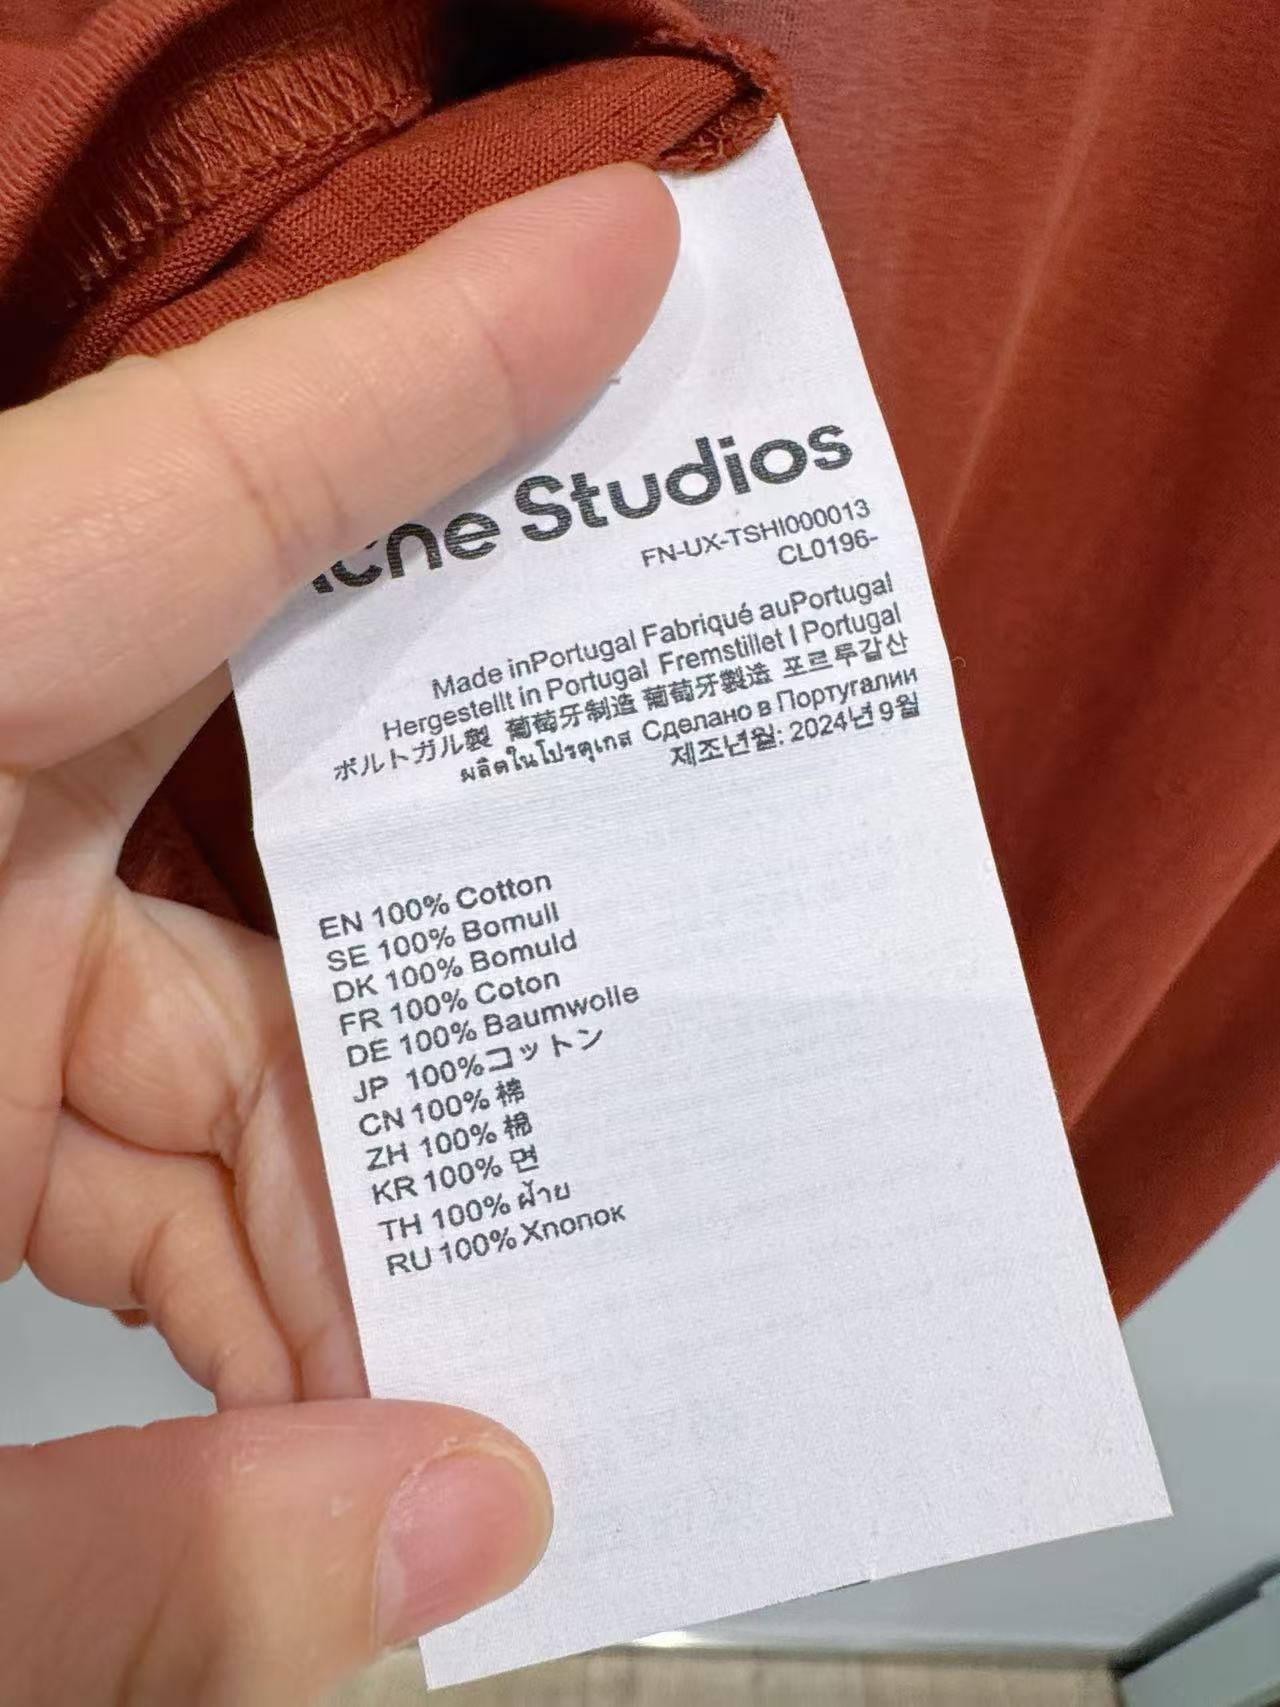 Acne Studios
FN-UX-TSHI000013
CL0196-
Made inPortugal Fabriqué auPortugal
Hergestellt in Portugal Fremstillet I Portugal
ポルトガル製 葡萄牙制造 葡萄牙製造 포르투갈산
ผลิตในโปรตุเกส Сделано в Португалии
제조년월: 2024년 9월
EN 100% Cotton
SE 100% Bomull
DK 100% Bomuld
FR 100% Coton
DE 100% Baumwolle
JP 100%コットン
CN 100% 棉
ZH 100% 棉
KR 100% 면
TH 100% ฝ้าย
RU 100% Хлопок